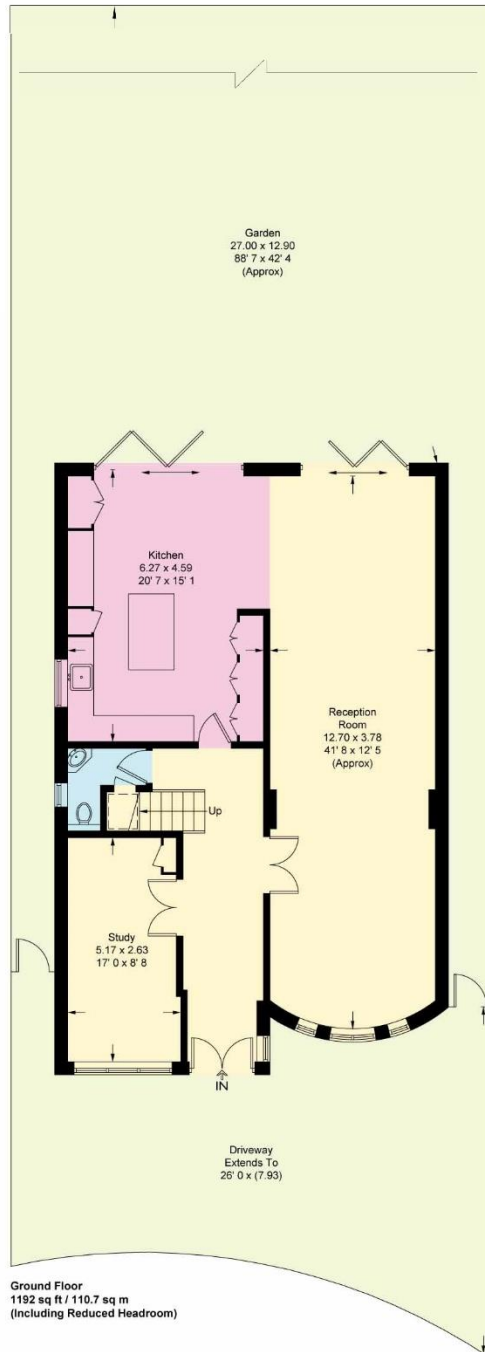 Garden
27.00 x 12.90
88' 7 x 42' 4
(Approx)
Kitchen
6.27 x 4.59
20' 7 x 15' 1
Reception
Room
12.70 x 3.78
41' 8 x 12' 5
(Approx)
Up
Study
5.17 x 2.63
17' 0 x 8' 8
IN
Driveway
Extends To
26' 0 x (7.93)
Ground Floor
1192 sq ft / 110.7 sq m
(Including Reduced Headroom)